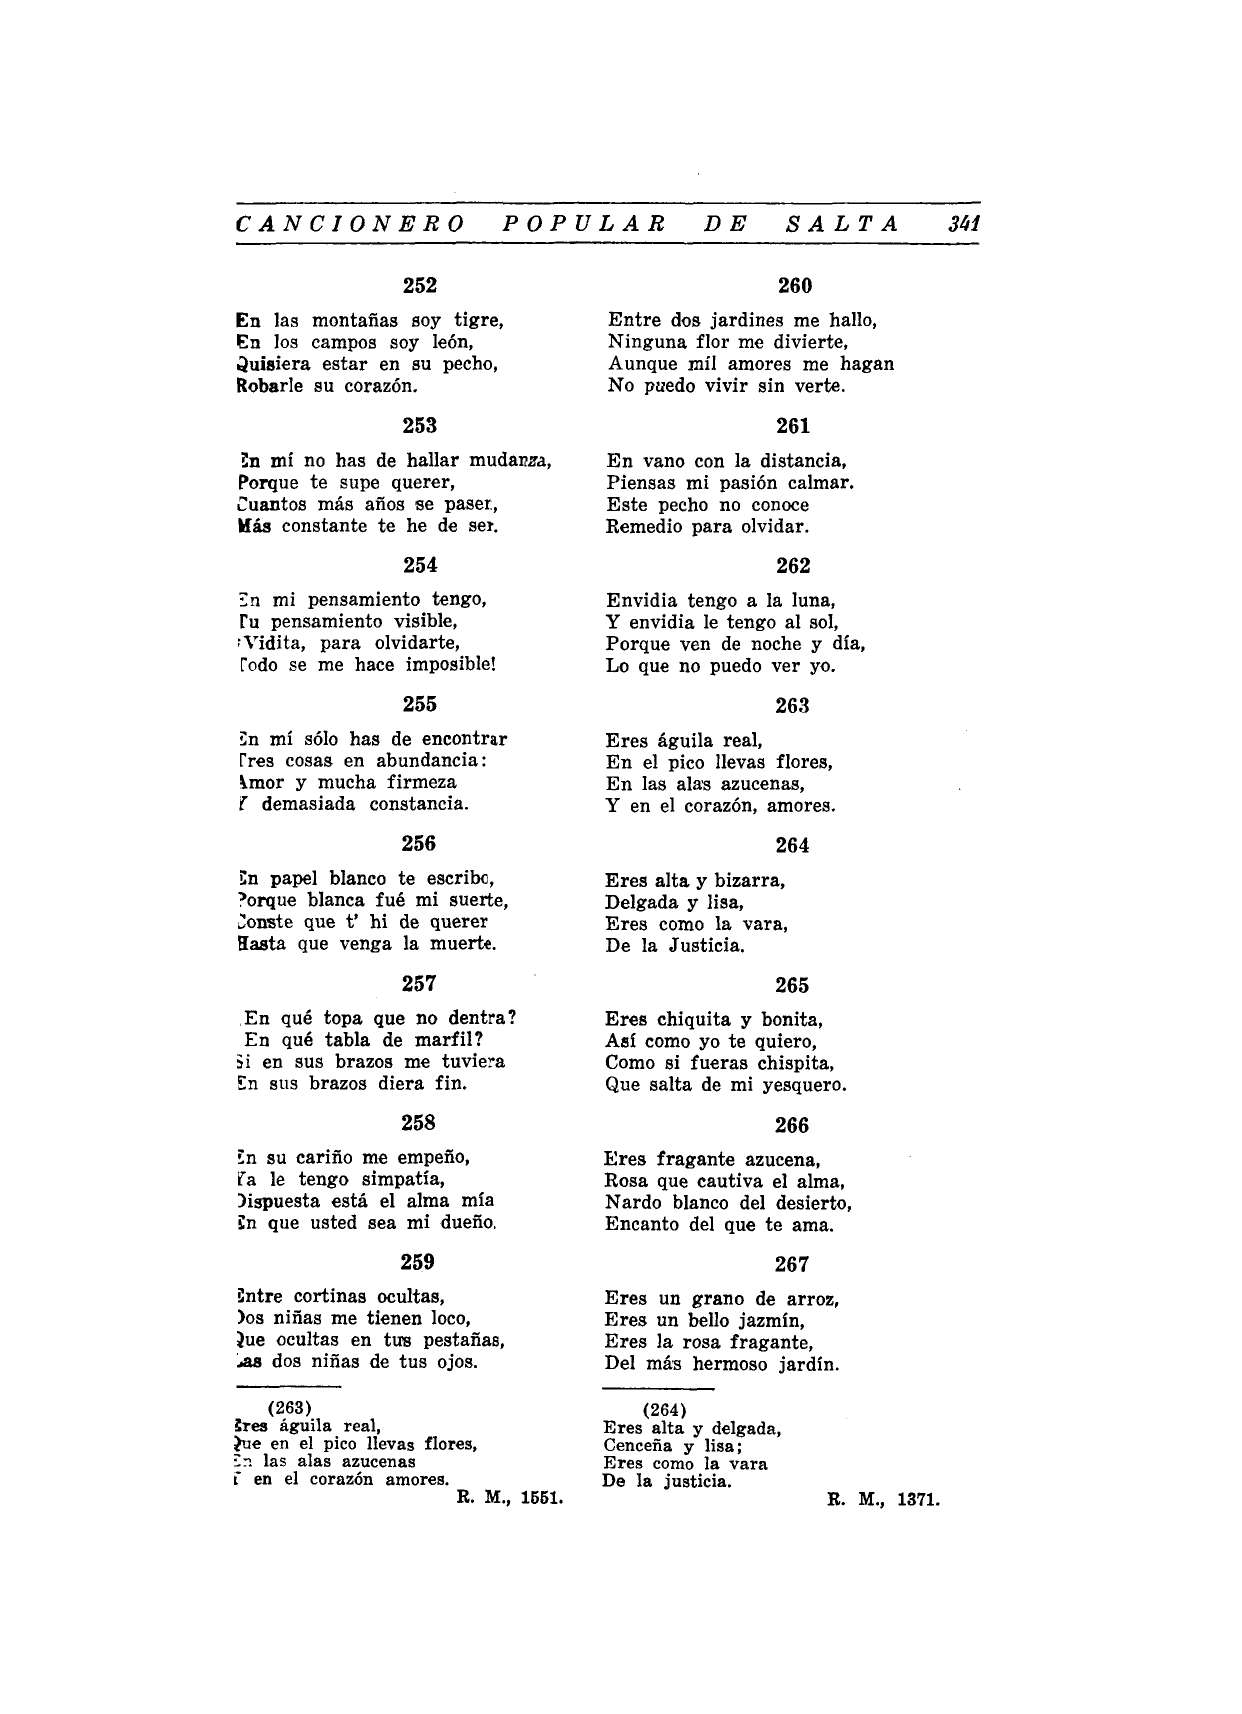 CANCIONERO POPULAR DE SALTA 341
252
En las montañas soy tigre,
En los campos soy león,
Quisiera estar en su pecho,
Robarle su corazón.
253
En mí no has de hallar mudanza,
Porque te supe querer,
Cuantos más años se pasen,
Más constante te he de ser.
254
En mi pensamiento tengo,
Tu pensamiento visible,
¡Vidita, para olvidarte,
Todo se me hace imposible!
255
En mí sólo has de encontrar
Tres cosas en abundancia:
Amor y mucha firmeza
Y demasiada constancia.
256
En papel blanco te escribo,
Porque blanca fué mi suerte,
Conste que t' hi de querer
Hasta que venga la muerte.
257
En qué topa que no dentra?
En qué tabla de marfil?
Si en sus brazos me tuviera
En sus brazos diera fin.
258
En su cariño me empeño,
Ya le tengo simpatía,
Dispuesta está el alma mía
En que usted sea mi dueño.
259
Entre cortinas ocultas,
Dos niñas me tienen loco,
Que ocultas en tus pestañas,
Las dos niñas de tus ojos.
(263)
Eres águila real,
Que en el pico llevas flores,
En las alas azucenas
Y en el corazón amores.
R. M., 1551.
260
Entre dos jardines me hallo,
Ninguna flor me divierte,
Aunque mil amores me hagan
No puedo vivir sin verte.
261
En vano con la distancia,
Piensas mi pasión calmar.
Este pecho no conoce
Remedio para olvidar.
262
Envidia tengo a la luna,
Y envidia le tengo al sol,
Porque ven de noche y día,
Lo que no puedo ver yo.
263
Eres águila real,
En el pico llevas flores,
En las alas azucenas,
Y en el corazón, amores.
264
Eres alta y bizarra,
Delgada y lisa,
Eres como la vara,
De la Justicia.
265
Eres chiquita y bonita,
Así como yo te quiero,
Como si fueras chispita,
Que salta de mi yesquero.
266
Eres fragante azucena,
Rosa que cautiva el alma,
Nardo blanco del desierto,
Encanto del que te ama.
267
Eres un grano de arroz,
Eres un bello jazmín,
Eres la rosa fragante,
Del más hermoso jardín.
(264)
Eres alta y delgada,
Cenceña y lisa;
Eres como la vara
De la justicia.
R. M., 1371.